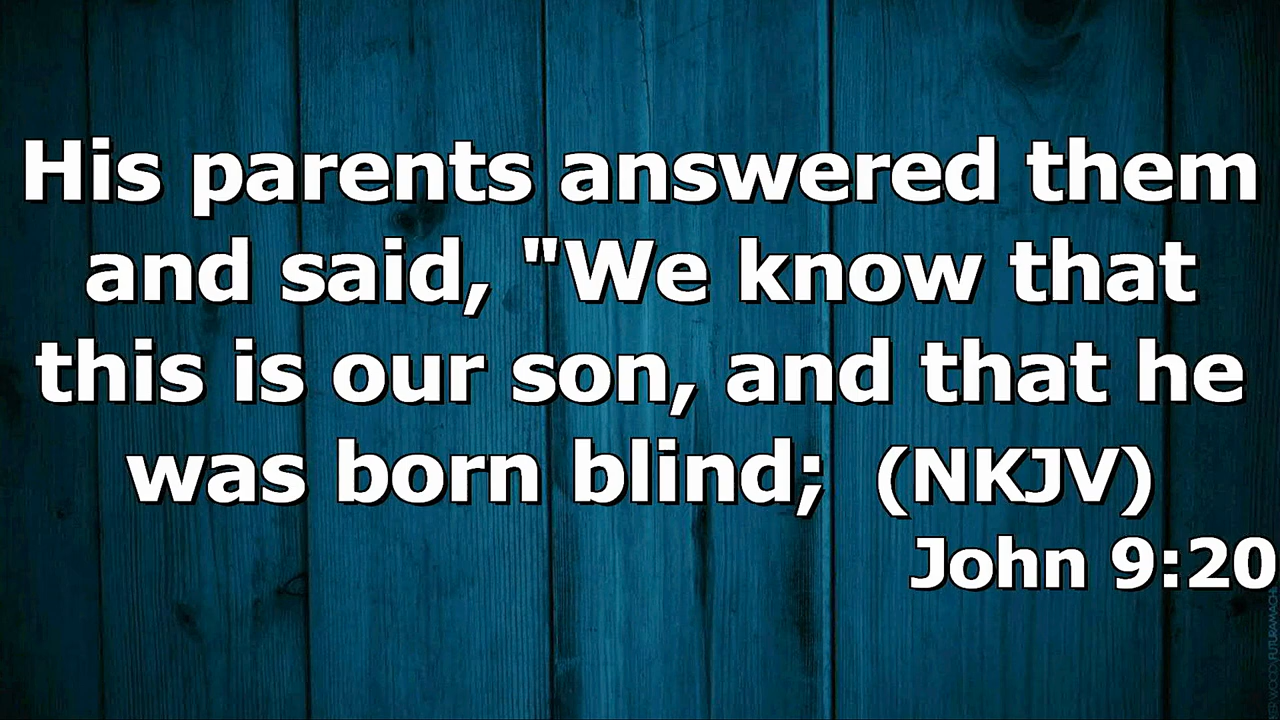 His parents answered them
and said, "We know that
this is our son, and that he
was born blind; (NKJV)
John 9:20